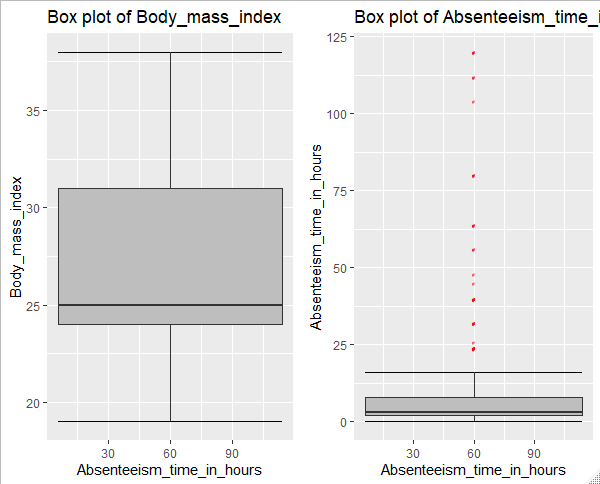 Box plot of Body_mass_index
35
30
25
20
Body_mass_index
30 60 90
Absenteeism_time_in_hours
Box plot of Absenteeism_time_i
125
100
75
50
25
0
Absenteeism_time_in_hours
30 60 90
Absenteeism_time_in_hours